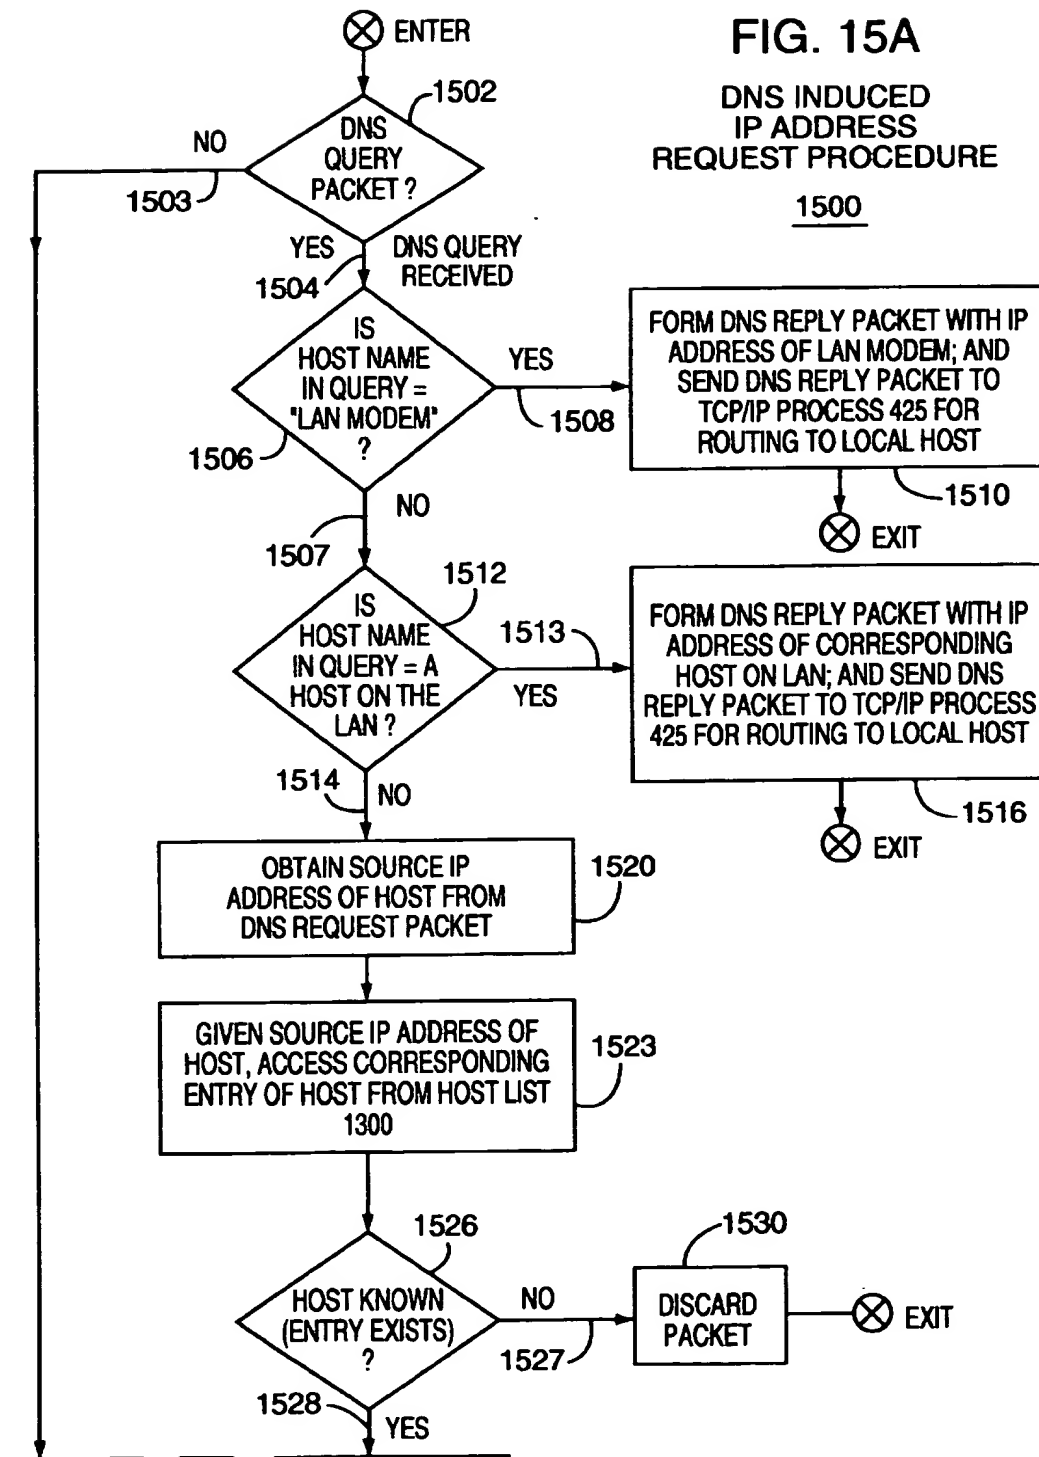 ENTER
FIG. 15A
DNS INDUCED
IP ADDRESS
REQUEST PROCEDURE
1500
1502
DNS
QUERY
PACKET ?
NO
1503
YES
DNS QUERY
RECEIVED
1504
IS
HOST NAME
IN QUERY =
"LAN MODEM"
?
1506
YES
1508
FORM DNS REPLY PACKET WITH IP
ADDRESS OF LAN MODEM; AND
SEND DNS REPLY PACKET TO
TCP/IP PROCESS 425 FOR
ROUTING TO LOCAL HOST
1510
EXIT
NO
1507
1512
IS
HOST NAME
IN QUERY = A
HOST ON THE
LAN ?
1513
YES
FORM DNS REPLY PACKET WITH IP
ADDRESS OF CORRESPONDING
HOST ON LAN; AND SEND DNS
REPLY PACKET TO TCP/IP PROCESS
425 FOR ROUTING TO LOCAL HOST
1516
EXIT
1514
NO
OBTAIN SOURCE IP
ADDRESS OF HOST FROM
DNS REQUEST PACKET
1520
GIVEN SOURCE IP ADDRESS OF
HOST, ACCESS CORRESPONDING
ENTRY OF HOST FROM HOST LIST
1300
1523
1526
HOST KNOWN
(ENTRY EXISTS)
?
NO
1527
1530
DISCARD
PACKET
EXIT
1528
YES